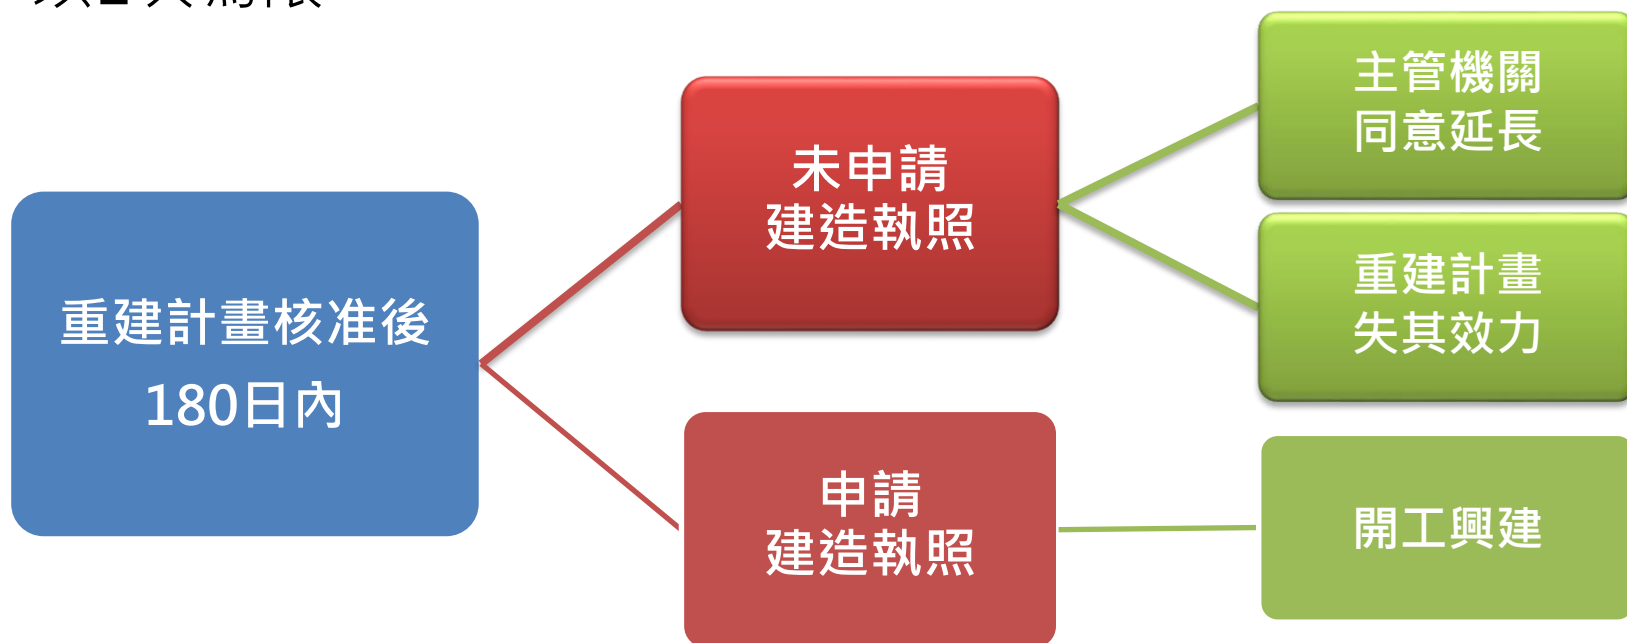 主管機關
同意延長
未申請
建造執照
重建計畫
失其效力
重建計畫核准後
180日內
申請
建造執照
開工興建